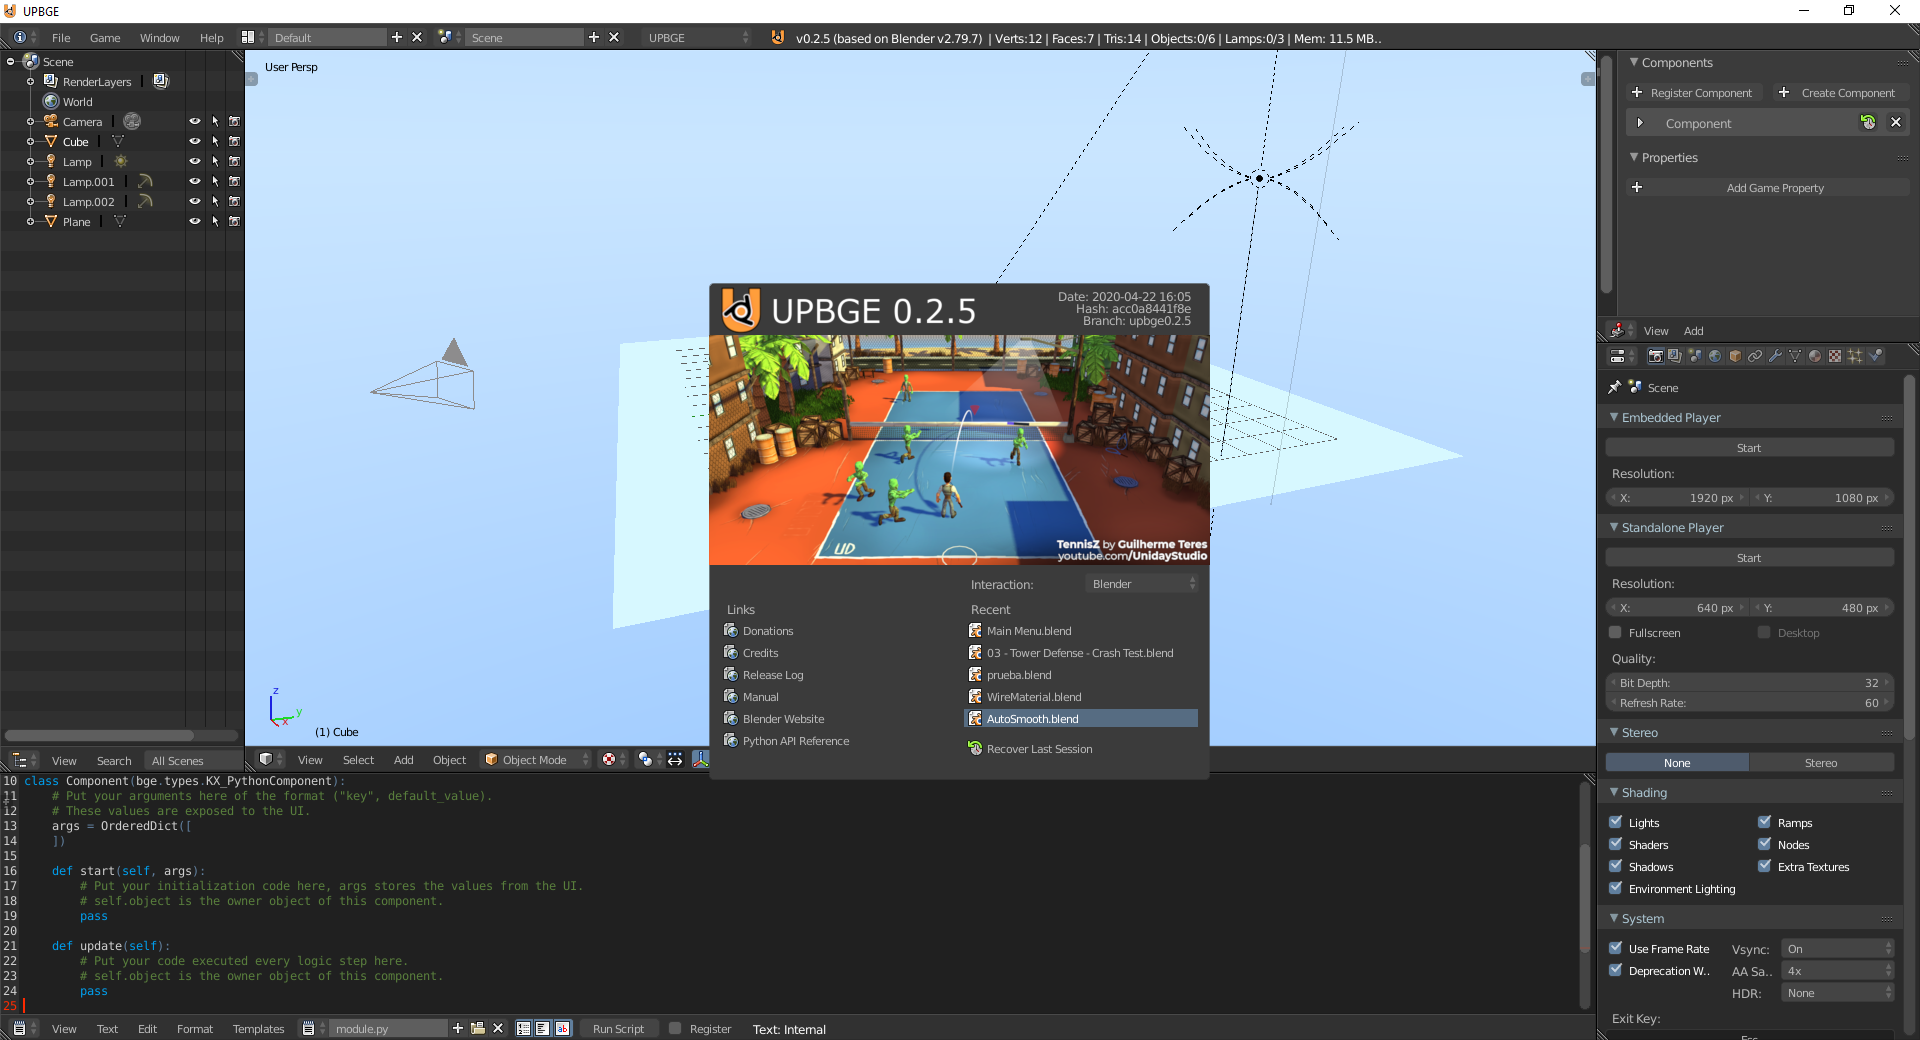 UPBGE
File Game Window Help Default Scene UPBGE v0.2.5 (based on Blender v2.79.7) | Verts:12 | Faces:7 | Tris:14 | Objects:0/6 | Lamps:0/3 | Mem: 11.5 MB..
Scene
RenderLayers
World
Camera
Cube
Lamp
Lamp.001
Lamp.002
Plane
View Search All Scenes
User Persp
z
y
x
(1) Cube
View Select Add Object Object Mode
UPBGE 0.2.5
Date: 2020-04-22 16:05
Hash: acc0a8441f8e
Branch: upbge0.2.5
UD
TennisZ by Guilherme Teres
youtube.com/UnidayStudio
Interaction: Blender
Links
Donations
Credits
Release Log
Manual
Blender Website
Python API Reference
Recent
Main Menu.blend
03 - Tower Defense - Crash Test.blend
prueba.blend
WireMaterial.blend
AutoSmooth.blend
Recover Last Session
10 class Component(bge.types.KX_PythonComponent):
11 # Put your arguments here of the format ("key", default_value).
12 # These values are exposed to the UI.
13 args = OrderedDict([
14 ])
15
16 def start(self, args):
17 # Put your initialization code here, args stores the values from the UI.
18 # self.object is the owner object of this component.
19 pass
20
21 def update(self):
22 # Put your code executed every logic step here.
23 # self.object is the owner object of this component.
24 pass
25
View Text Edit Format Templates module.py Run Script Register Text: Internal
Components
Register Component Create Component
Component
Properties
Add Game Property
View Add
Scene
Embedded Player
Start
Resolution:
X: 1920 px Y: 1080 px
Standalone Player
Start
Resolution:
X: 640 px Y: 480 px
Fullscreen Desktop
Quality:
Bit Depth: 32
Refresh Rate: 60
Stereo
None Stereo
Shading
Lights Ramps
Shaders Nodes
Shadows Extra Textures
Environment Lighting
System
Use Frame Rate Vsync: On
Deprecation W.. AA Sa.. 4x
HDR: None
Exit Key: